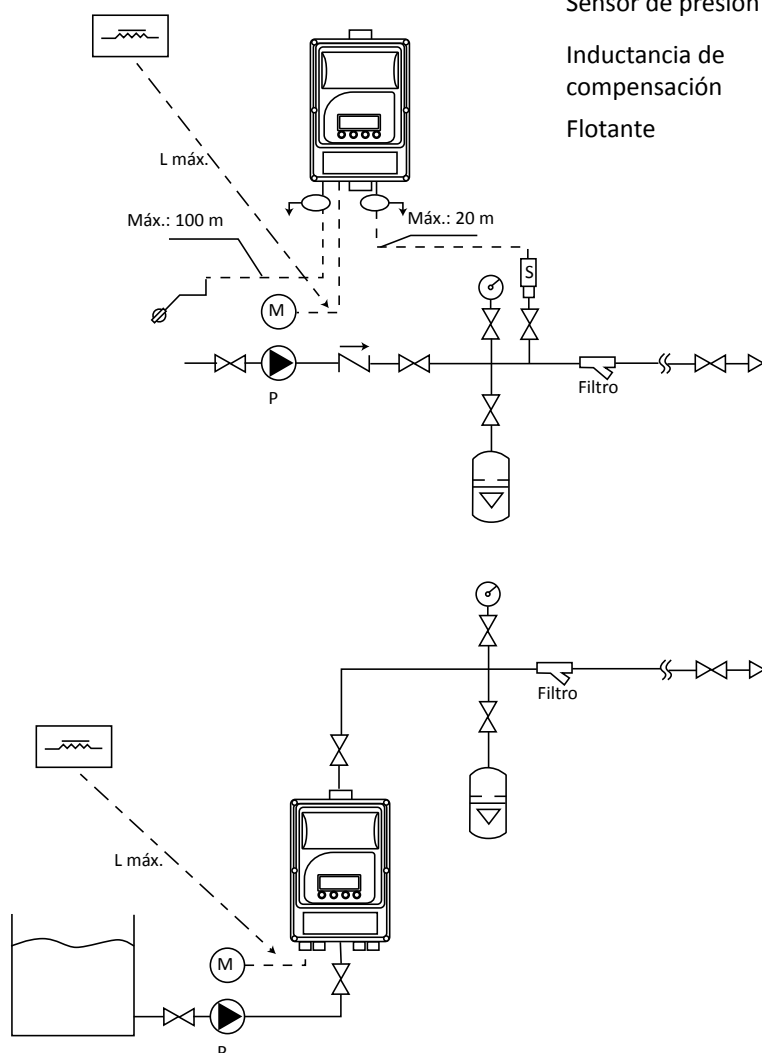 Sensor de presión
Inductancia de
compensación
Flotante
L máx.
Máx.: 100 m
Máx.: 20 m
S
M
P
Filtro
Filtro
L máx.
M
P